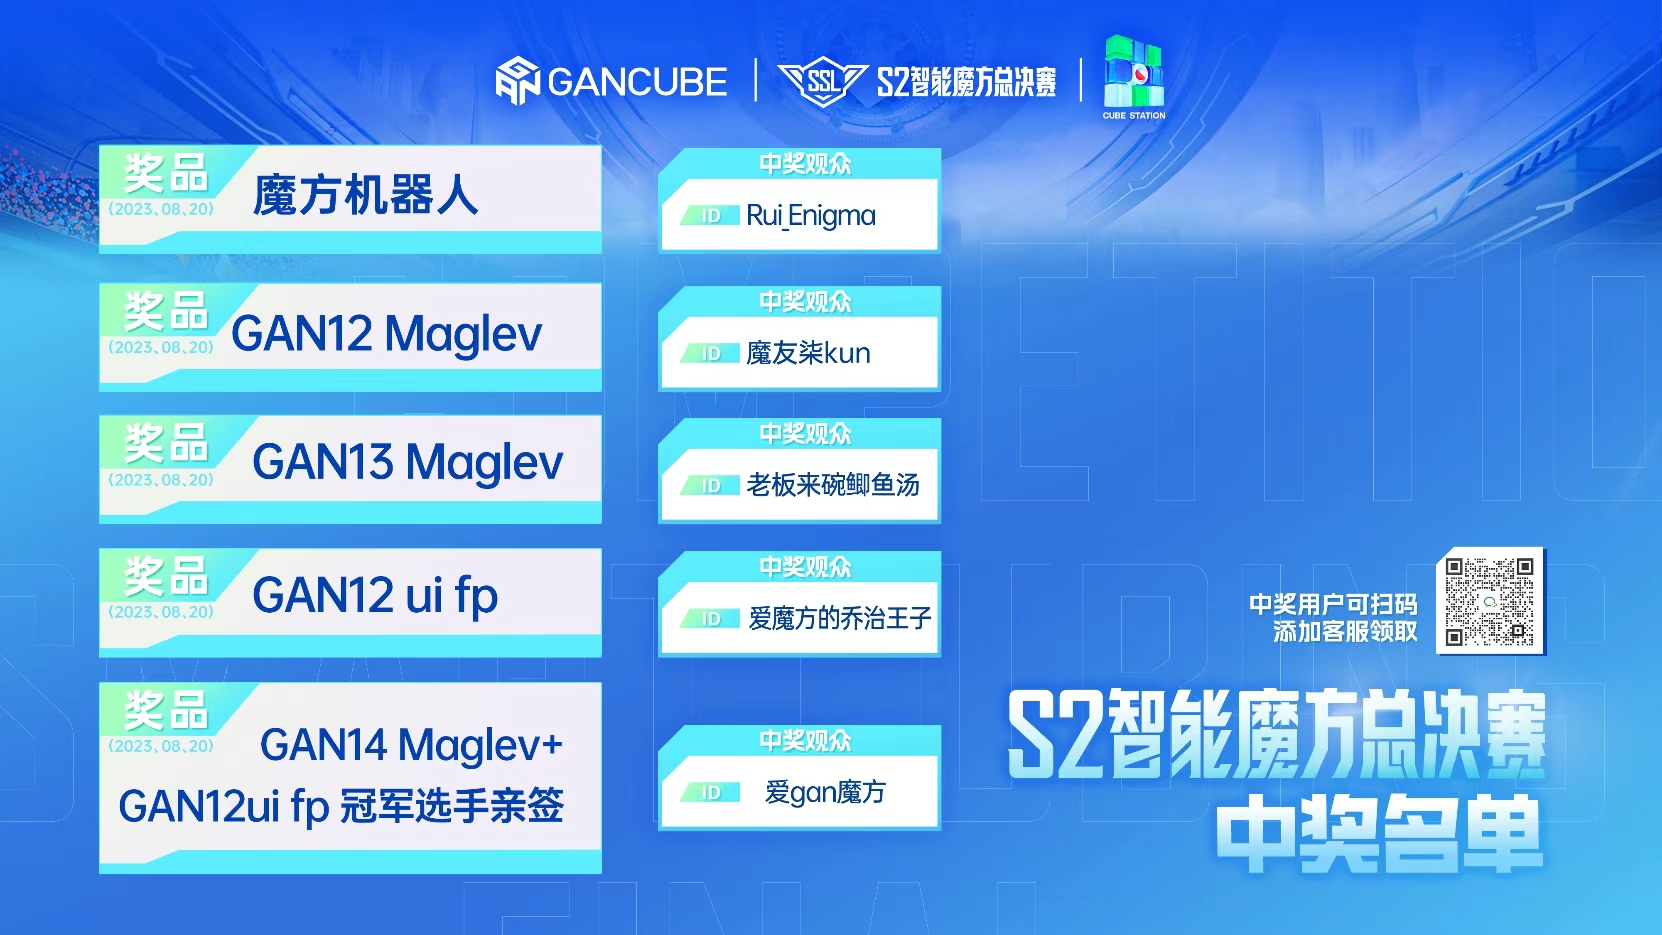 GANCUBE
SSL
S2智能魔方总决赛
CUBE STATION
奖品
(2023、08、20)
魔方机器人
中奖观众
ID
Rui_Enigma
奖品
(2023、08、20)
GAN12 Maglev
中奖观众
ID
魔友柒kun
奖品
(2023、08、20)
GAN13 Maglev
中奖观众
ID
老板来碗鲫鱼汤
奖品
(2023、08、20)
GAN12 ui fp
中奖观众
ID
爱魔方的乔治王子
奖品
(2023、08、20)
GAN14 Maglev+
GAN12ui fp 冠军选手亲签
中奖观众
ID
爱gan魔方
中奖用户可扫码
添加客服领取
S2智能魔方总决赛
中奖名单